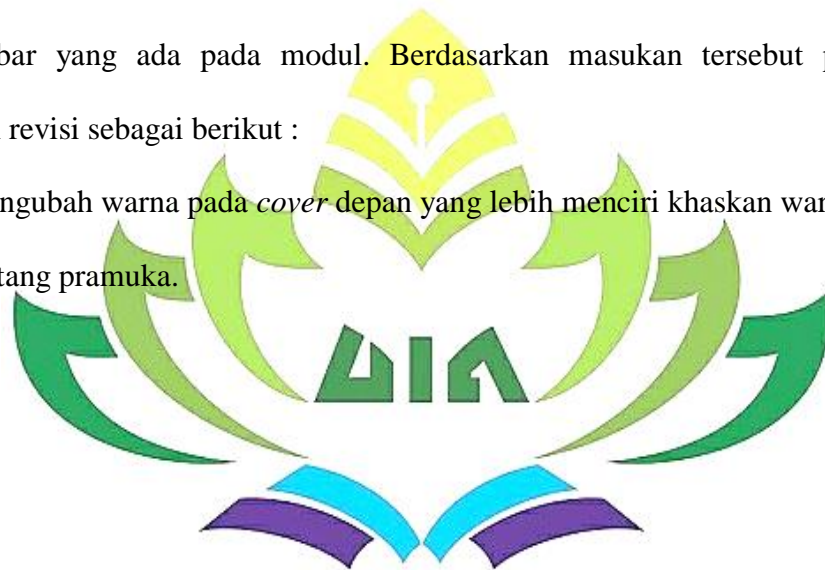 bar yang ada pada modul. Berdasarkan masukan tersebut p
revisi sebagai berikut :
ngubah warna pada cover depan yang lebih menciri khaskan war
tang pramuka.
UIN